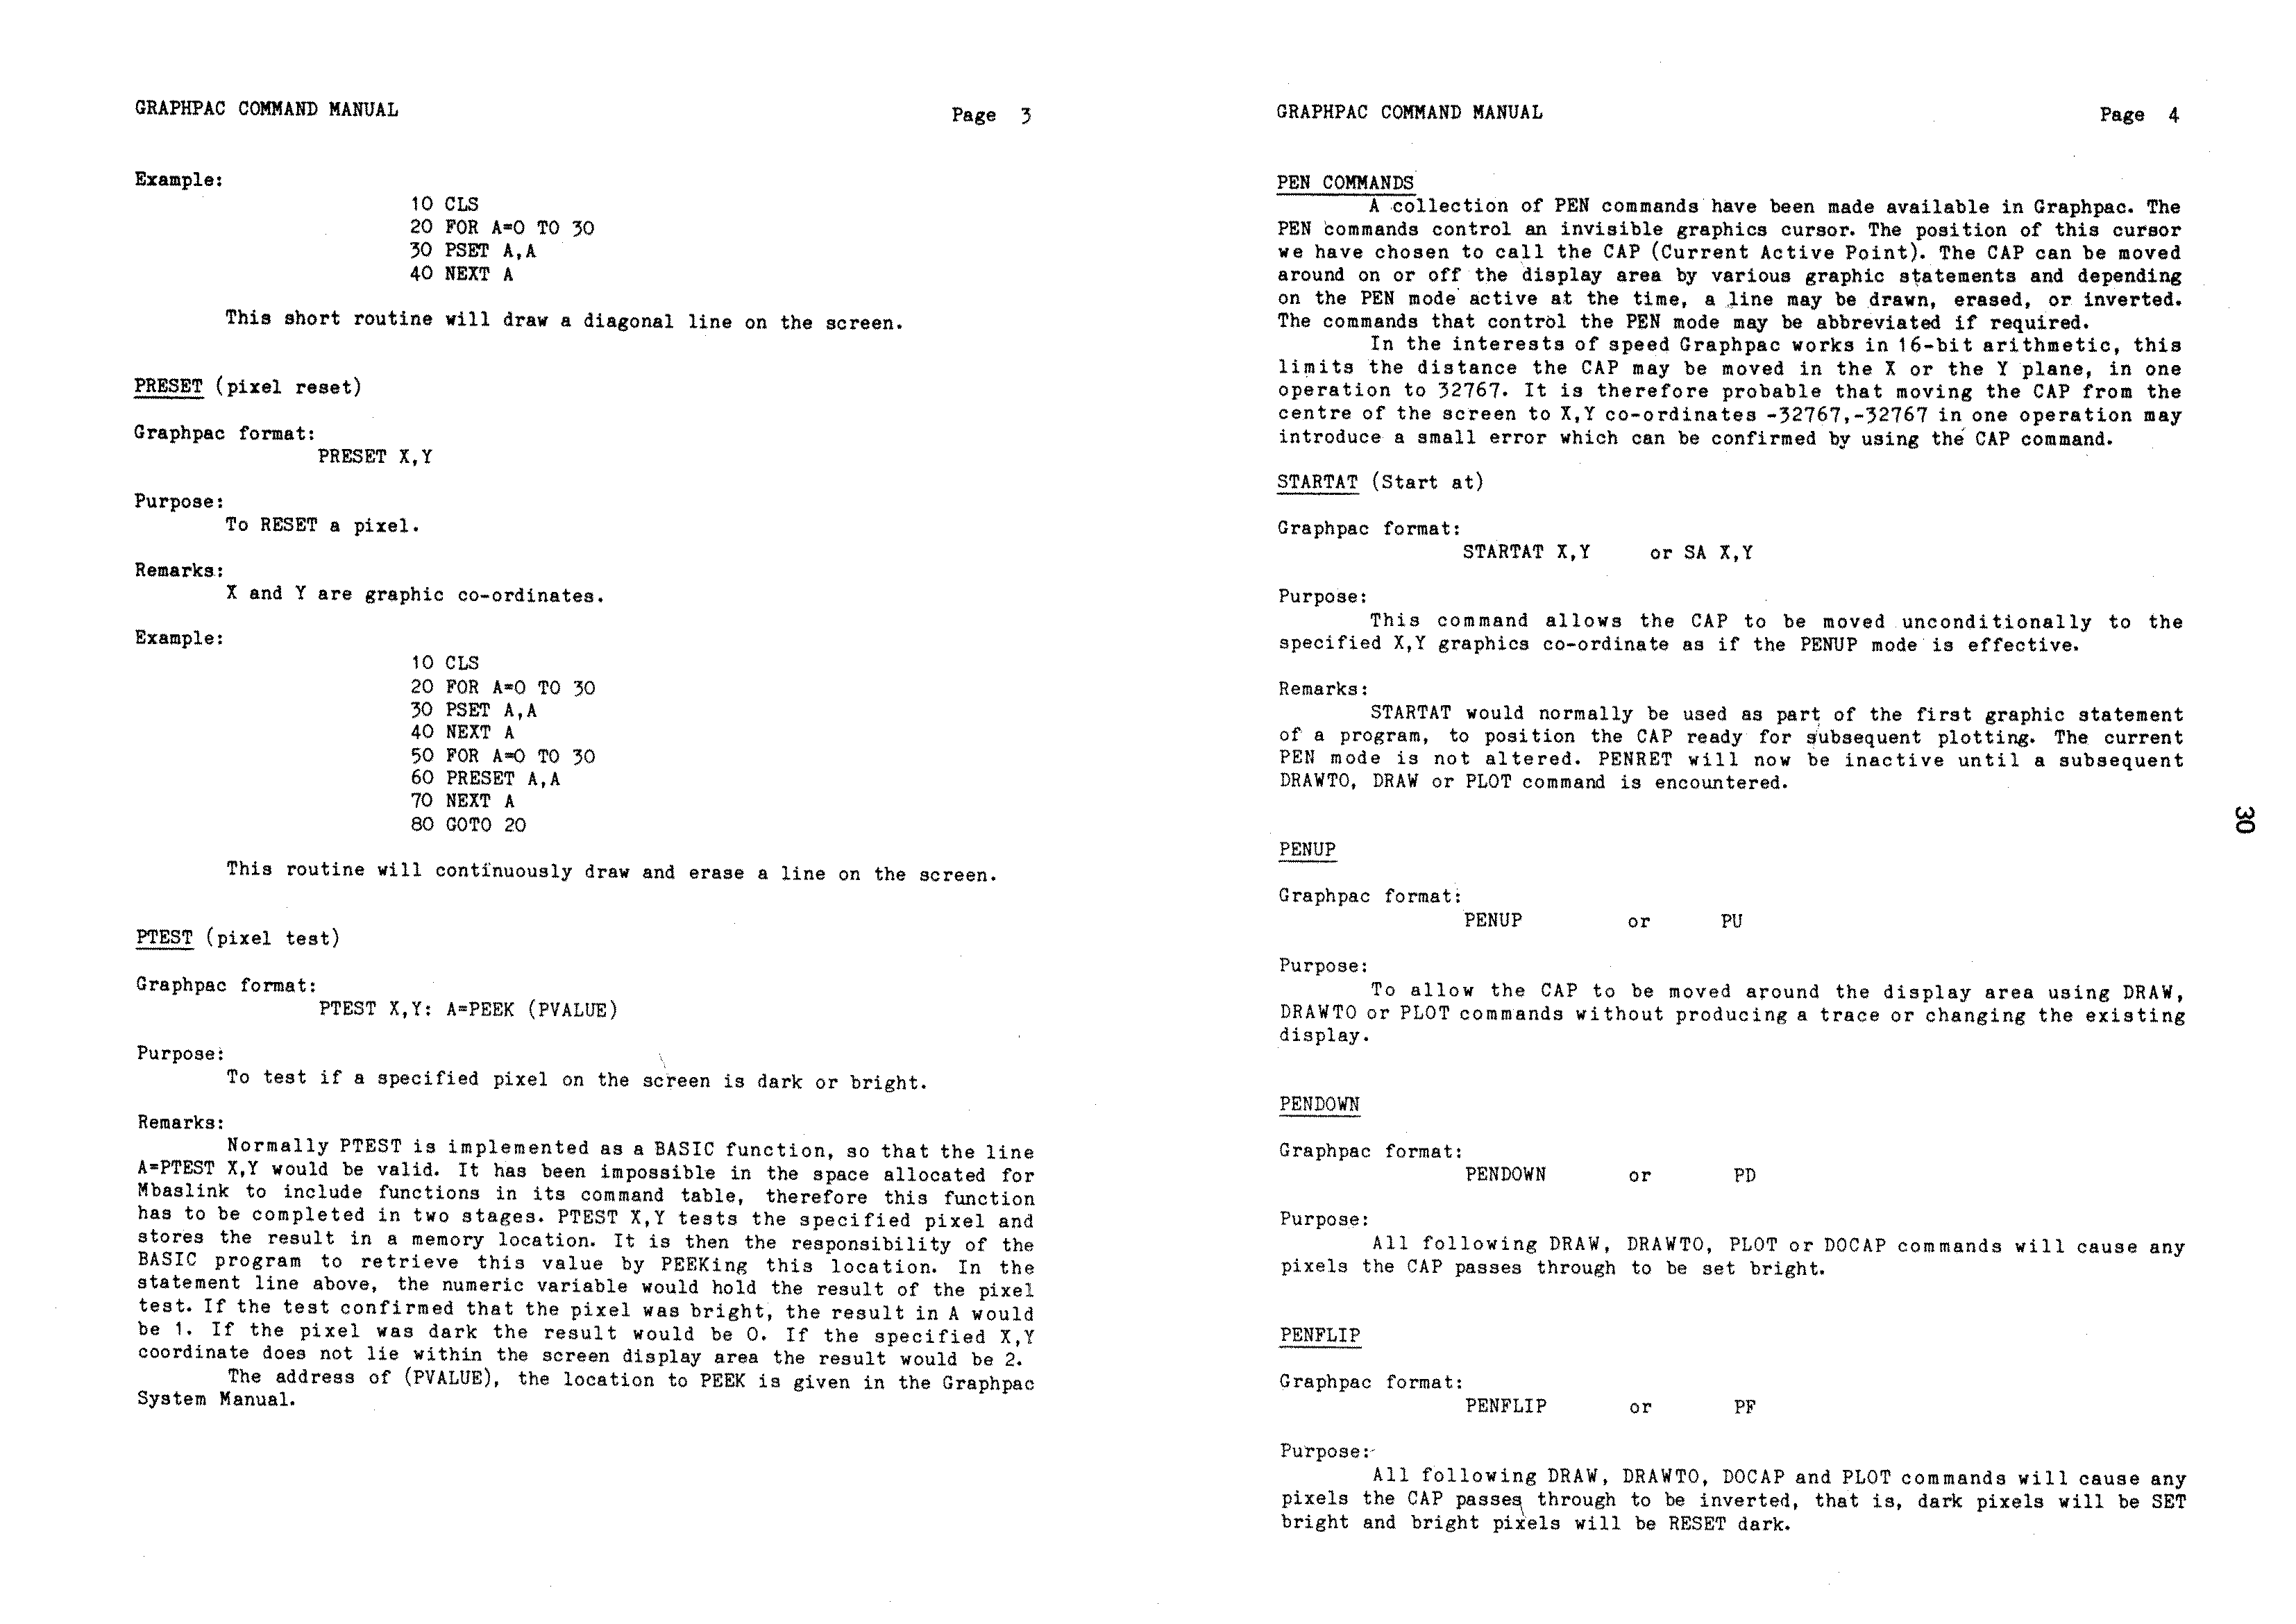 GRAPHPAC COMMAND MANUAL Page 3
Example:
10 CLS
20 FOR A=0 TO 30
30 PSET A,A
40 NEXT A
This short routine will draw a diagonal line on the screen.
PRESET (pixel reset)
Graphpac format:
PRESET X,Y
Purpose:
To RESET a pixel.
Remarks:
X and Y are graphic co-ordinates.
Example:
10 CLS
20 FOR A=0 TO 30
30 PSET A,A
40 NEXT A
50 FOR A=0 TO 30
60 PRESET A,A
70 NEXT A
80 GOTO 20
This routine will continuously draw and erase a line on the screen.
PTEST (pixel test)
Graphpac format:
PTEST X,Y: A=PEEK (PVALUE)
Purpose:
To test if a specified pixel on the screen is dark or bright.
Remarks:
Normally PTEST is implemented as a BASIC function, so that the line
A=PTEST X,Y would be valid. It has been impossible in the space allocated for
Mbaslink to include functions in its command table, therefore this function
has to be completed in two stages. PTEST X,Y tests the specified pixel and
stores the result in a memory location. It is then the responsibility of the
BASIC program to retrieve this value by PEEKing this location. In the
statement line above, the numeric variable would hold the result of the pixel
test. If the test confirmed that the pixel was bright, the result in A would
be 1. If the pixel was dark the result would be 0. If the specified X,Y
coordinate does not lie within the screen display area the result would be 2.
The address of (PVALUE), the location to PEEK is given in the Graphpac
System Manual.
GRAPHPAC COMMAND MANUAL Page 4
PEN COMMANDS
A collection of PEN commands have been made available in Graphpac. The
PEN commands control an invisible graphics cursor. The position of this cursor
we have chosen to call the CAP (Current Active Point). The CAP can be moved
around on or off the display area by various graphic statements and depending
on the PEN mode active at the time, a line may be drawn, erased, or inverted.
The commands that control the PEN mode may be abbreviated if required.
In the interests of speed Graphpac works in 16-bit arithmetic, this
limits the distance the CAP may be moved in the X or the Y plane, in one
operation to 32767. It is therefore probable that moving the CAP from the
centre of the screen to X,Y co-ordinates -32767,-32767 in one operation may
introduce a small error which can be confirmed by using the CAP command.
STARTAT (Start at)
Graphpac format:
STARTAT X,Y or SA X,Y
Purpose:
This command allows the CAP to be moved unconditionally to the
specified X,Y graphics co-ordinate as if the PENUP mode is effective.
Remarks:
STARTAT would normally be used as part of the first graphic statement
of a program, to position the CAP ready for subsequent plotting. The current
PEN mode is not altered. PENRET will now be inactive until a subsequent
DRAWTO, DRAW or PLOT command is encountered.
PENUP
Graphpac format:
PENUP or PU
Purpose:
To allow the CAP to be moved around the display area using DRAW,
DRAWTO or PLOT commands without producing a trace or changing the existing
display.
PENDOWN
Graphpac format:
PENDOWN or PD
Purpose:
All following DRAW, DRAWTO, PLOT or DOCAP commands will cause any
pixels the CAP passes through to be set bright.
PENFLIP
Graphpac format:
PENFLIP or PF
Purpose:
All following DRAW, DRAWTO, DOCAP and PLOT commands will cause any
pixels the CAP passes through to be inverted, that is, dark pixels will be SET
bright and bright pixels will be RESET dark.
30